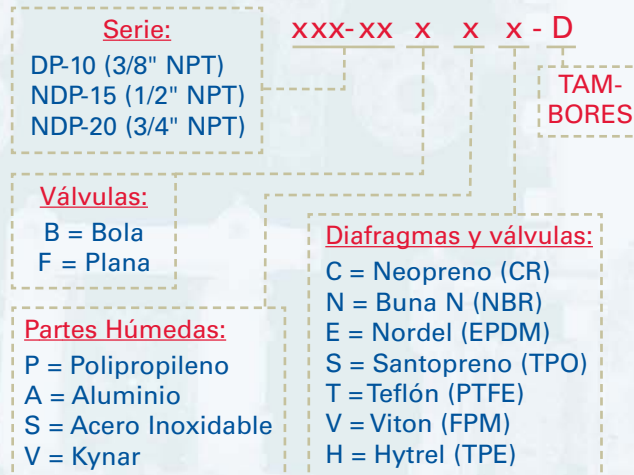 Serie:
DP-10 (3/8" NPT)
NDP-15 (1/2" NPT)
NDP-20 (3/4" NPT)
xxx-xx x x x - D
TAM-
BORES
Válvulas:
B = Bola
F = Plana
Partes Húmedas:
P = Polipropileno
A = Aluminio
S = Acero Inoxidable
V = Kynar
Diafragmas y válvulas:
C = Neopreno (CR)
N = Buna N (NBR)
E = Nordel (EPDM)
S = Santopreno (TPO)
T = Teflón (PTFE)
V = Viton (FPM)
H = Hytrel (TPE)